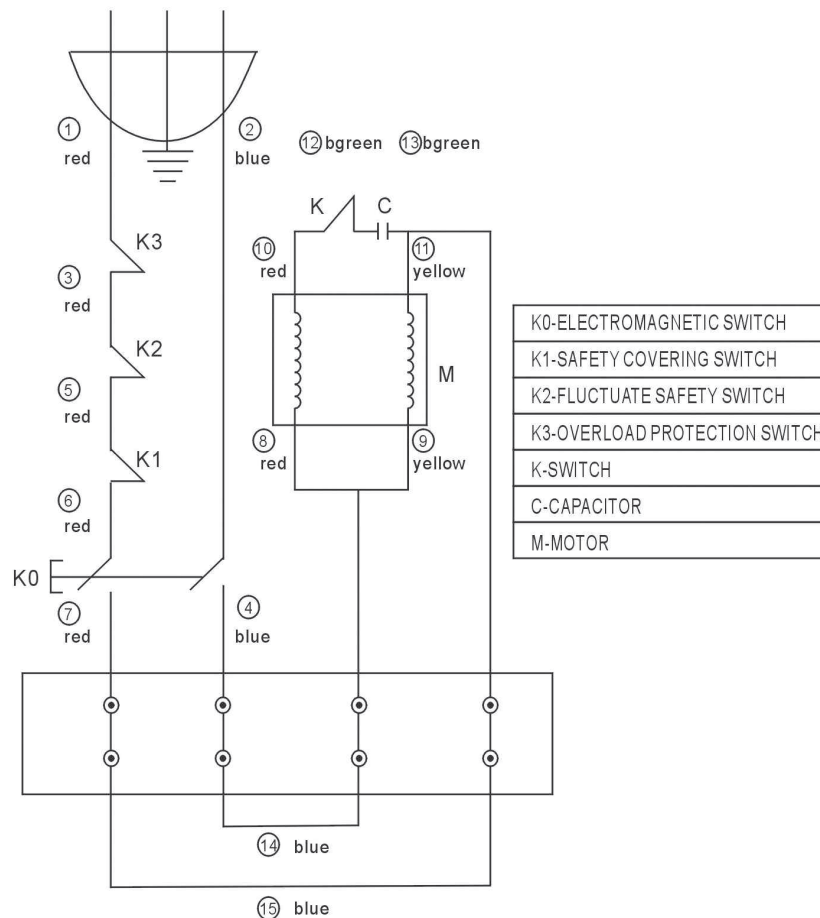 ① ②
red blue
⑫ bgreen ⑬bgreen
K C
⑩ ⑪
red yellow
K3
③
red
K2
⑤
red
M
⑧ ⑨
red yellow
K1
⑥
red
K0
⑦ ④
red blue
⑭ blue
⑮ blue
K0-ELECTROMAGNETIC SWITCH
K1-SAFETY COVERING SWITCH
K2-FLUCTUATE SAFETY SWITCH
K3-OVERLOAD PROTECTION SWITCH
K-SWITCH
C-CAPACITOR
M-MOTOR